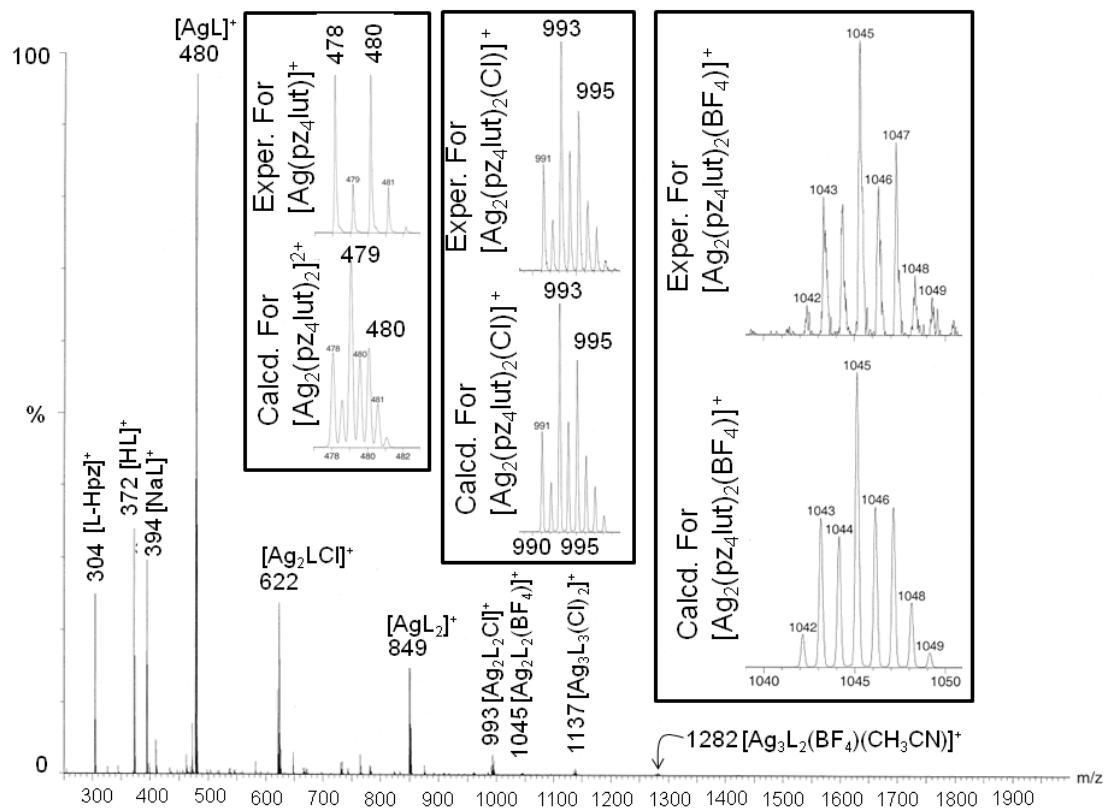 [AgL]⁺
480
100
%
0
304 [L-Hpz]⁺
372 [HL]⁺
394 [NaL]⁺
[Ag₂LCl]⁺
622
[AgL₂]⁺
849
993 [Ag₂L₂Cl]⁺
1045 [Ag₂L₂(BF₄)]⁺
1137 [Ag₃L₃(Cl)₂]⁺
1282 [Ag₃L₂(BF₄)(CH₃CN)]⁺
300 400 500 600 700 800 900 1000 1100 1200 1300 1400 1500 1600 1700 1800 1900 m/z
Exper. For
[Ag(pz₄lut)]⁺
478 480
479 481
Calcd. For
[Ag₂(pz₄lut)₂]²⁺
479
480
478 480 481
478 480 482
Exper. For
[Ag₂(pz₄lut)₂(Cl)]⁺
993
995
991
Calcd. For
[Ag₂(pz₄lut)₂(Cl)]⁺
993
995
991
990 995
Exper. For
[Ag₂(pz₄lut)₂(BF₄)]⁺
1045
1047
1043 1046
1048
1042 1049
Calcd. For
[Ag₂(pz₄lut)₂(BF₄)]⁺
1045
1043 1046
1044
1048
1042 1049
1040 1045 1050